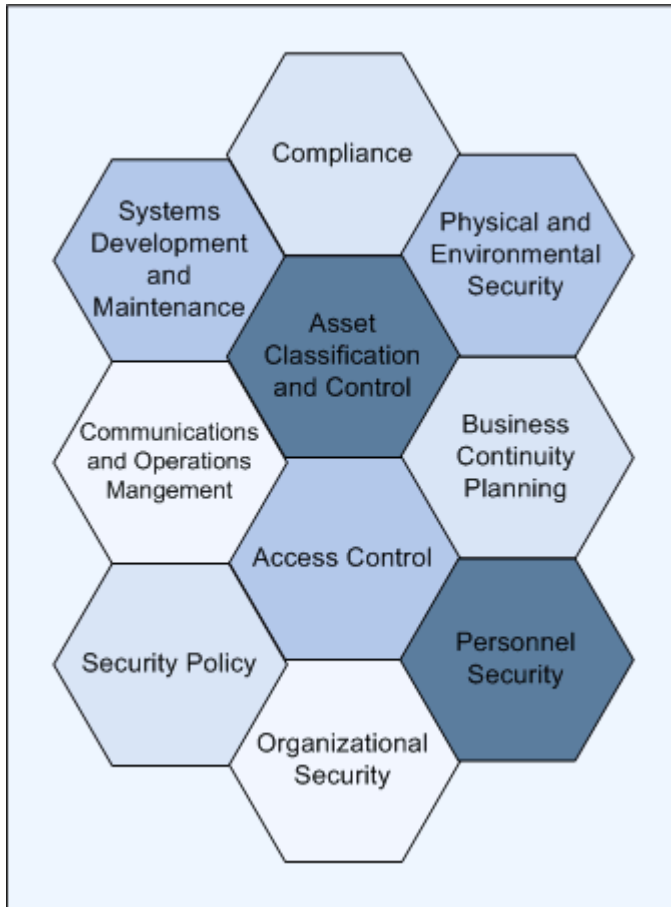 Compliance
Systems
Development
and
Maintenance
Physical and
Environmental
Security
Asset
Classification
and Control
Communications
and Operations
Mangement
Business
Continuity
Planning
Access Control
Security Policy
Personnel
Security
Organizational
Security